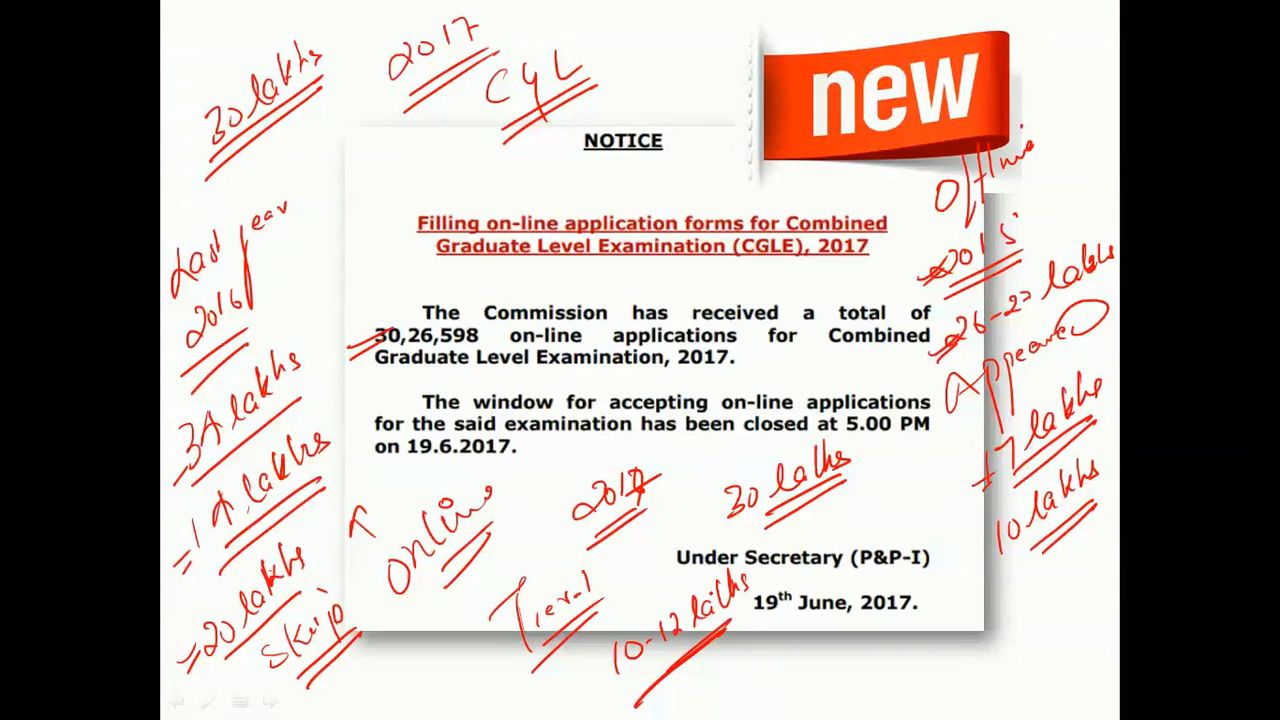 30 lakhs
2017
CGL
new
NOTICE
Offline
Filling on-line application forms for Combined
Graduate Level Examination (CGLE), 2017
Last year
2016
34 lakhs
14 lakhs
20 lakhs
Skip
2015
26-27 lakhs
Appeared
17 lakhs
10 lakhs
The Commission has received a total of
30,26,598 on-line applications for Combined
Graduate Level Examination, 2017.
The window for accepting on-line applications
for the said examination has been closed at 5.00 PM
on 19.6.2017.
Online
2017
30 lakhs
Under Secretary (P&P-I)
19th June, 2017.
Tier-1
10-12 lakhs